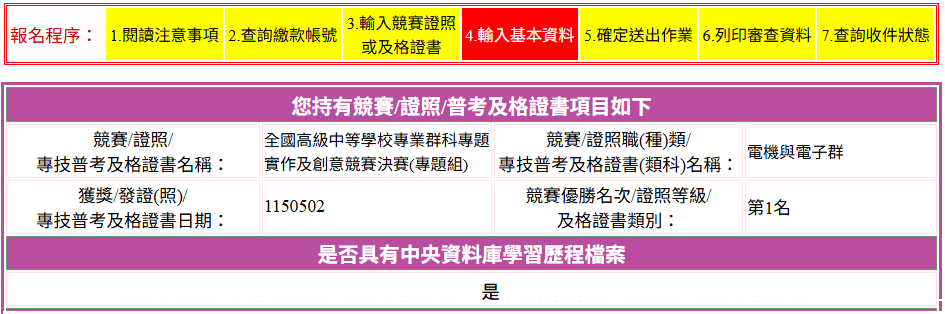 報名程序：
1.閱讀注意事項
2.查詢繳款帳號
3.輸入競賽證照
或及格證書
4.輸入基本資料
5.確定送出作業
6.列印審查資料
7.查詢收件狀態
您持有競賽/證照/普考及格證書項目如下
競賽/證照/
專技普考及格證書名稱：
全國高級中等學校專業群科專題
實作及創意競賽決賽(專題組)
競賽/證照職(種)類/
專技普考及格證書(類科)名稱：
電機與電子群
獲獎/發證(照)/
專技普考及格證書日期：
1150502
競賽優勝名次/證照等級/
及格證書類別：
第1名
是否具有中央資料庫學習歷程檔案
是